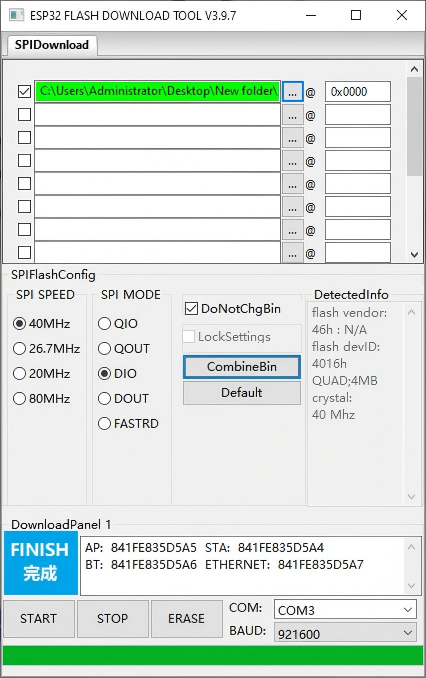 ESP32 FLASH DOWNLOAD TOOL V3.9.7
SPIDownload
C:\Users\Administrator\Desktop\New folder\ ... @ 0x0000
... @
... @
... @
... @
... @
... @
... @
SPIFlashConfig
SPI SPEED
40MHz
26.7MHz
20MHz
80MHz
SPI MODE
QIO
QOUT
DIO
DOUT
FASTRD
DoNotChgBin
LockSettings
CombineBin
Default
DetectedInfo
flash vendor:
46h : N/A
flash devID:
4016h
QUAD;4MB
crystal:
40 Mhz
DownloadPanel 1
FINISH
完成
AP: 841FE835D5A5 STA: 841FE835D5A4
BT: 841FE835D5A6 ETHERNET: 841FE835D5A7
START
STOP
ERASE
COM: COM3
BAUD: 921600